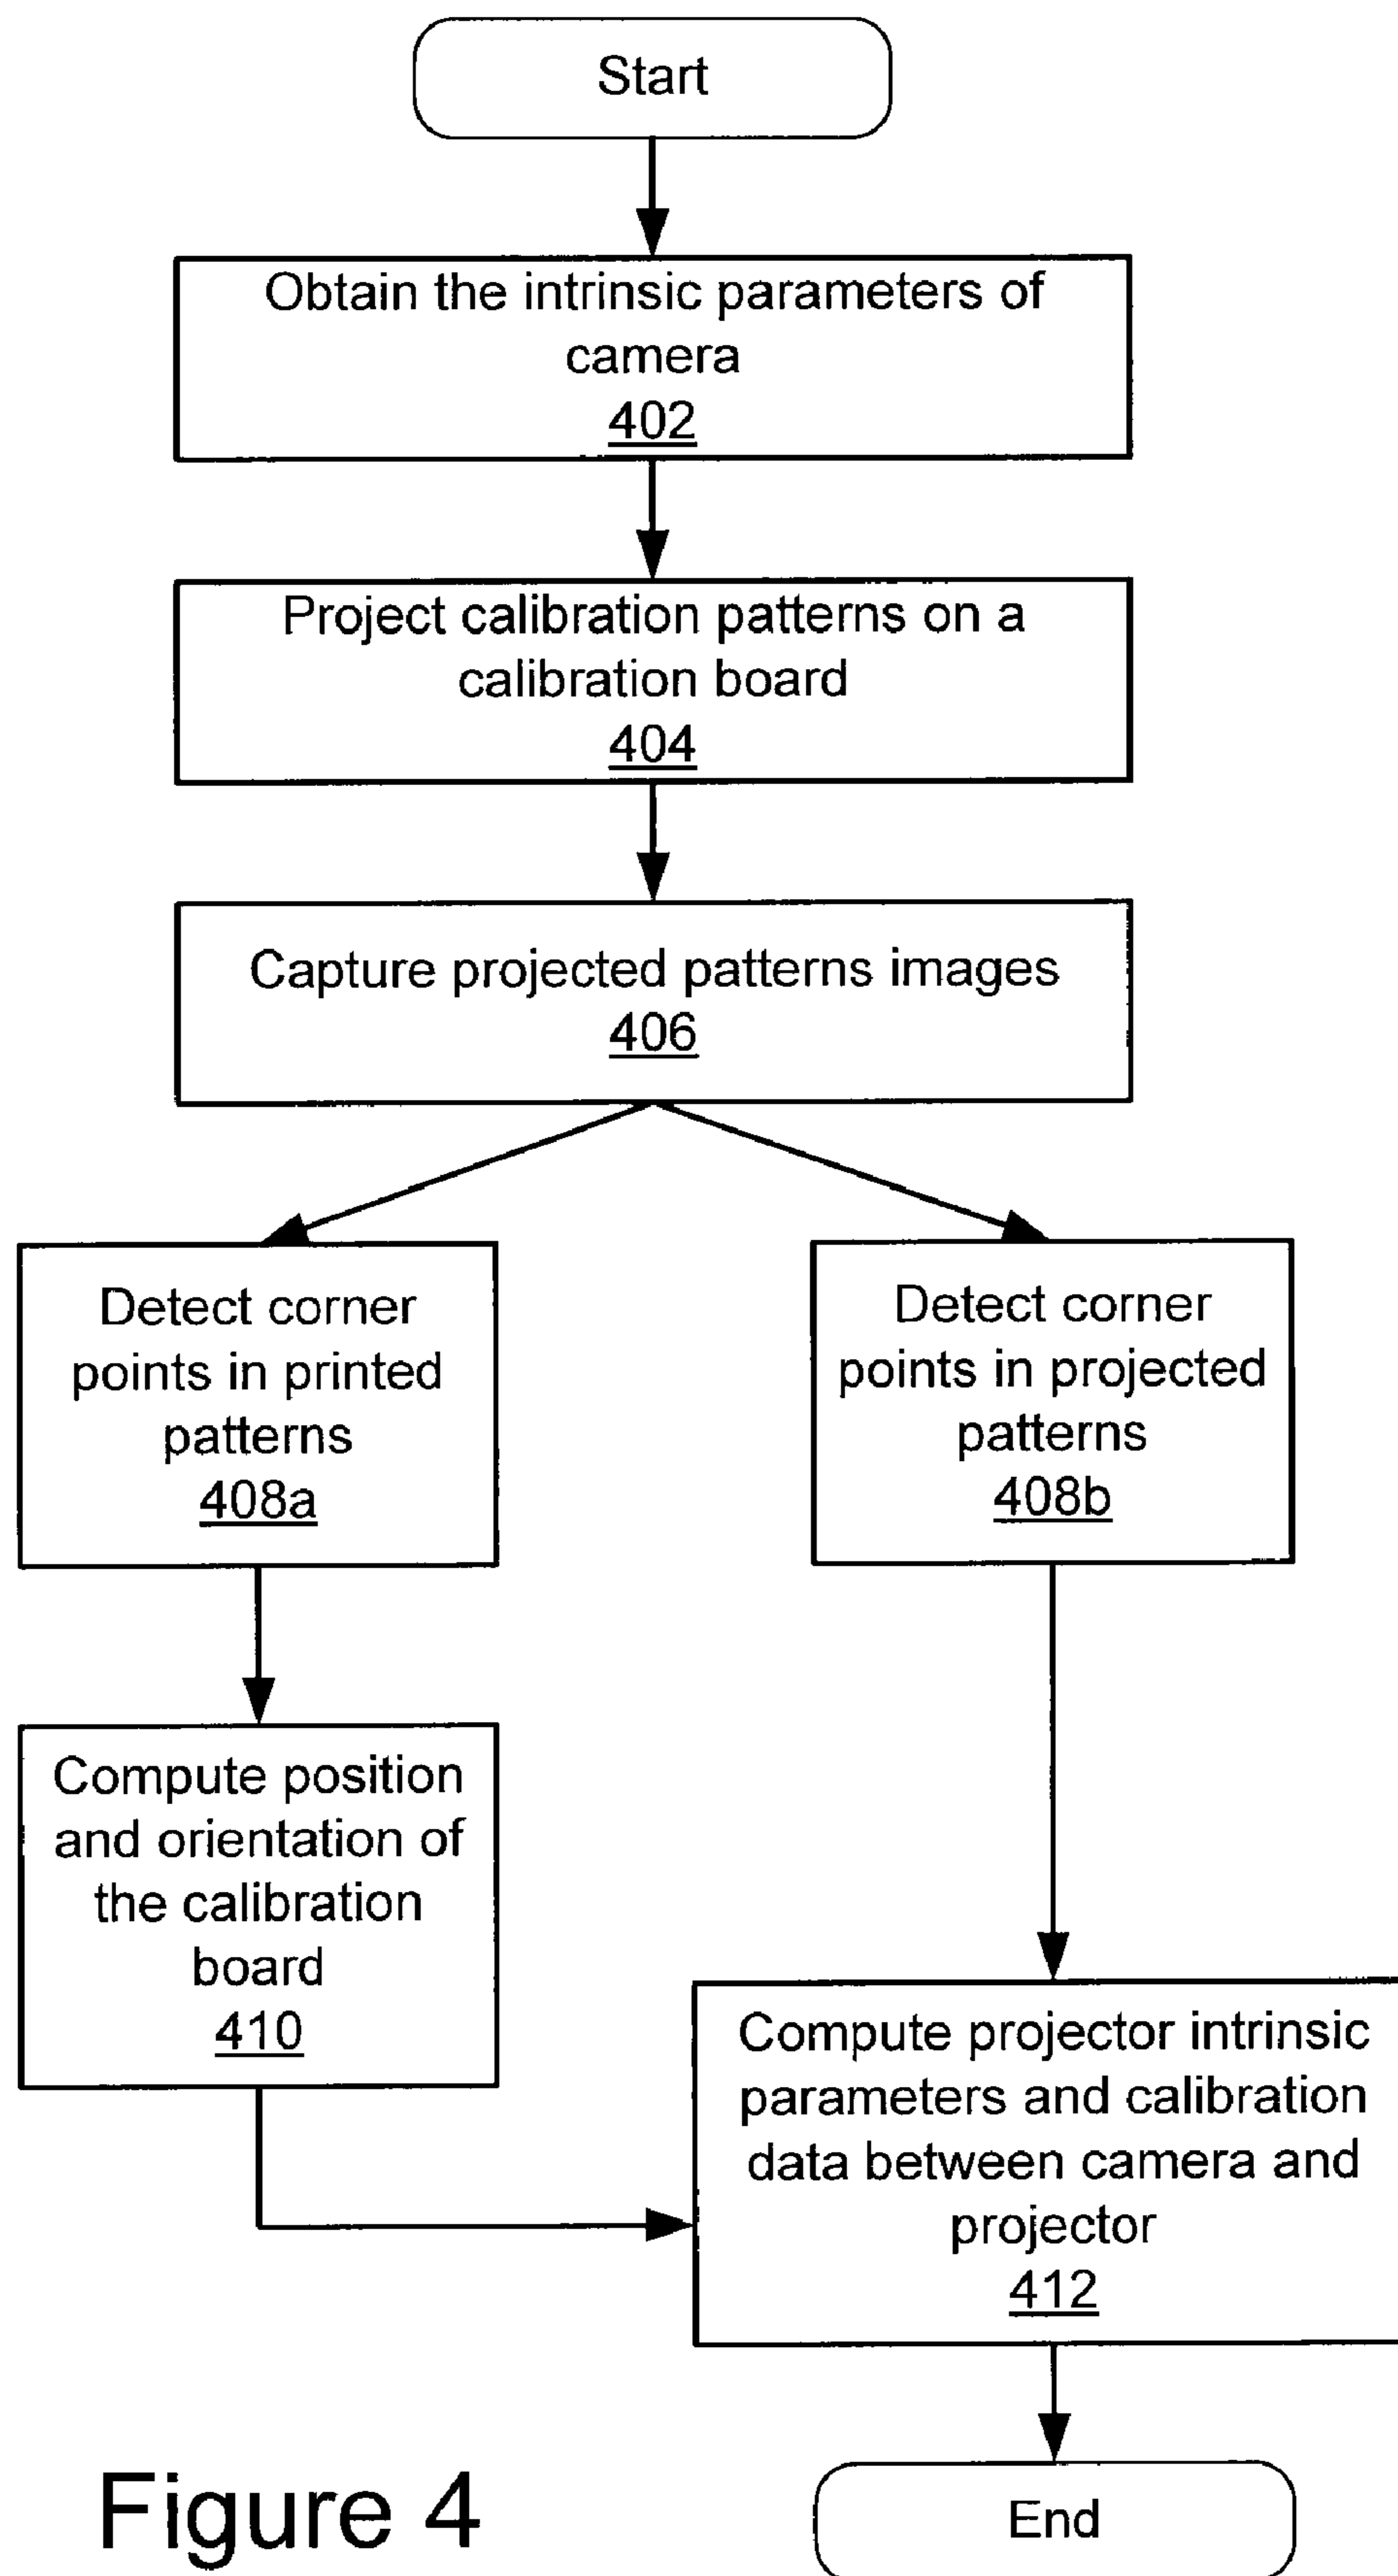 Start
Obtain the intrinsic parameters of
camera
402
Project calibration patterns on a
calibration board
404
Capture projected patterns images
406
Detect corner
points in printed
patterns
408a
Detect corner
points in projected
patterns
408b
Compute position
and orientation of
the calibration
board
410
Compute projector intrinsic
parameters and calibration
data between camera and
projector
412
End
Figure 4